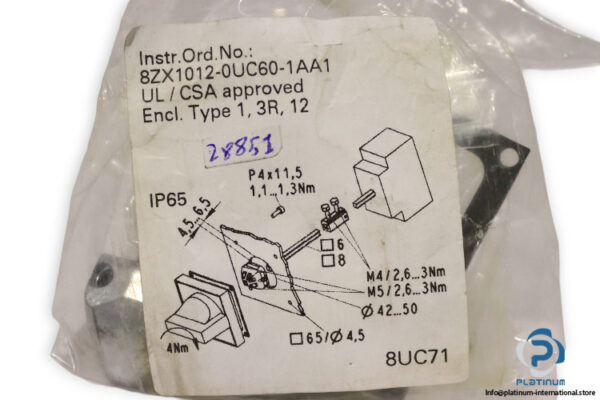 Instr.Ord.No.:
8ZX1012-0UC60-1AA1
UL / CSA approved
Encl. Type 1, 3R, 12
28851
P4x11,5
1,1...1,3Nm
IP65
4,5...6,5
□6
□8
M4/2,6...3Nm
M5/2,6...3Nm
Ø 42...50
□65/Ø 4,5
4Nm
8UC71
PLATINUM
INTERNATIONAL
Info@platinum-international.store